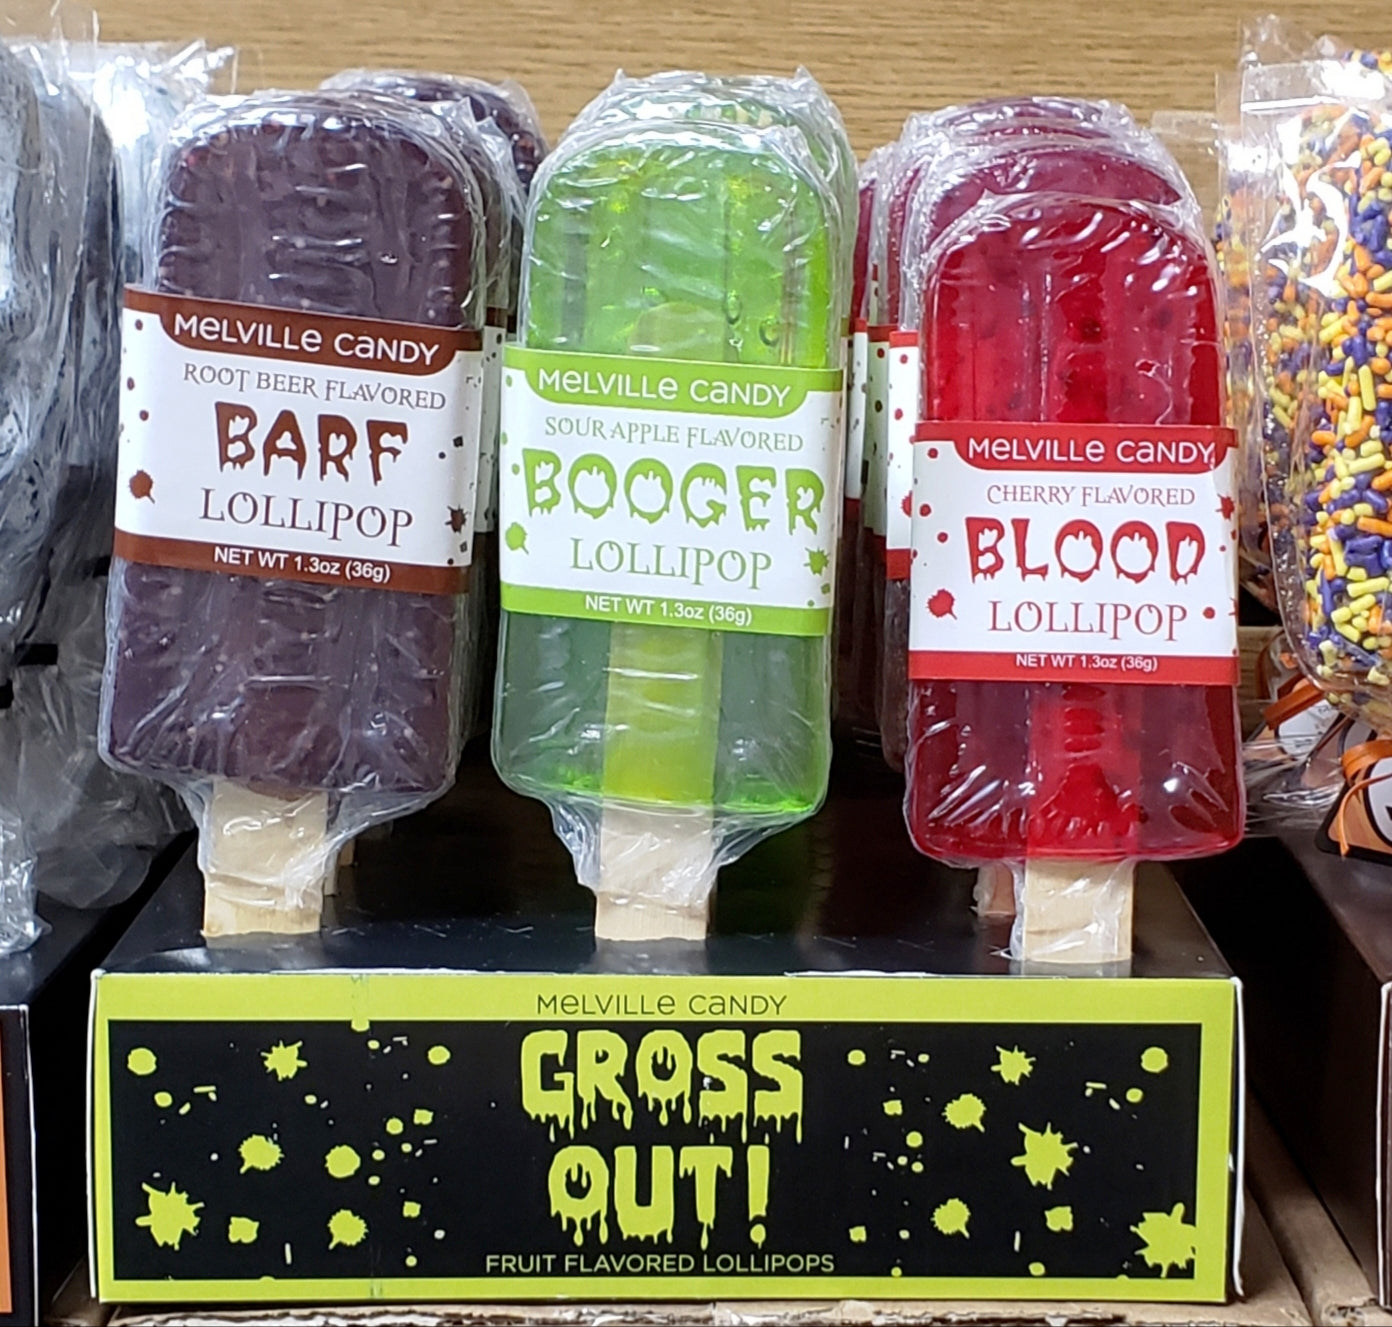 MELVILLE CANDY
ROOT BEER FLAVORED
BARF
LOLLIPOP
NET WT 1.3oz (36g)
MELVILLE CANDY
SOUR APPLE FLAVORED
BOOGER
LOLLIPOP
NET WT 1.3oz (36g)
MELVILLE CANDY
CHERRY FLAVORED
BLOOD
LOLLIPOP
NET WT 1.3oz (36g)
MELVILLE CANDY
GROSS
OUT!
FRUIT FLAVORED LOLLIPOPS